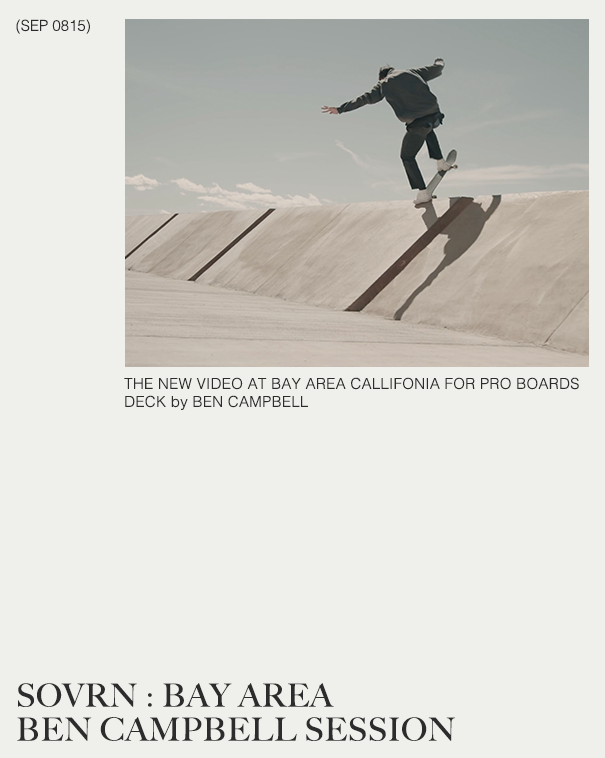 (SEP 0815)
THE NEW VIDEO AT BAY AREA CALLIFONIA FOR PRO BOARDS
DECK by BEN CAMPBELL
SOVRN : BAY AREA
BEN CAMPBELL SESSION